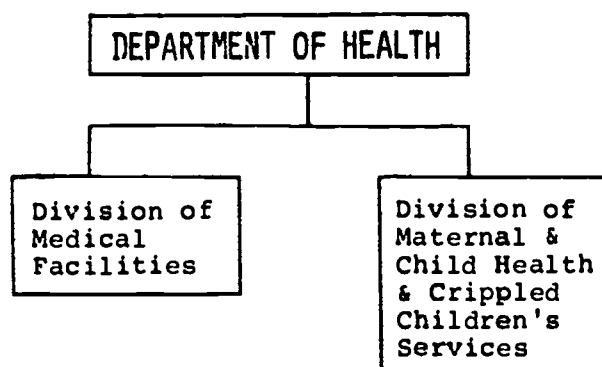 DEPARTMENT OF HEALTH
Division of
Medical
Facilities
Division of
Maternal &
Child Health
& Crippled
Children's
Services